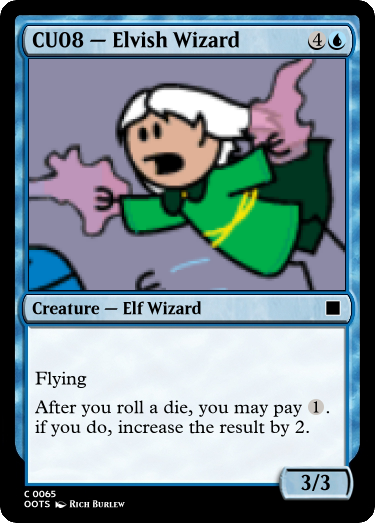 CU08 — Elvish Wizard 4
Creature — Elf Wizard
Flying
After you roll a die, you may pay 1.
if you do, increase the result by 2.
3/3
C 0065
OOTS Rich Burlew